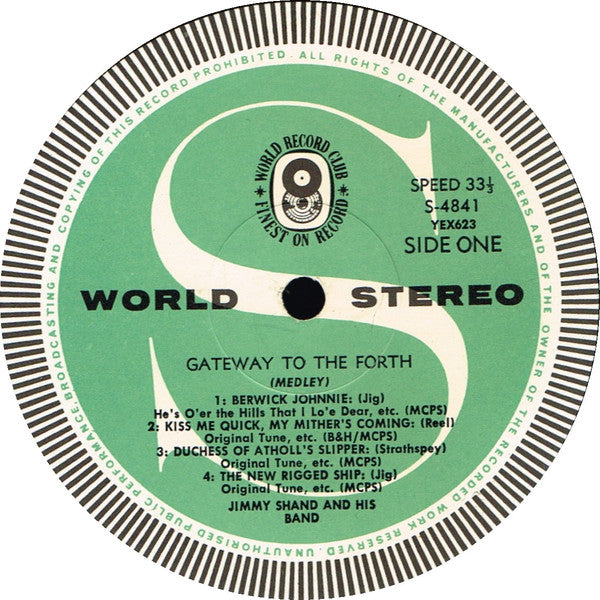 UNAUTHORISED PUBLIC PERFORMANCE, BROADCASTING AND COPYING OF THIS RECORD PROHIBITED. ALL RIGHTS OF THE MANUFACTURERS AND OF THE OWNER OF THE RECORDED WORK RESERVED.
WORLD RECORD CLUB
FINEST ON RECORD
SPEED 33⅓
S-4841
YEX623
SIDE ONE
WORLD STEREO
S
GATEWAY TO THE FORTH
(MEDLEY)
1: BERWICK JOHNNIE: (Jig)
He's O'er the Hills That I Lo'e Dear, etc. (MCPS)
2: KISS ME QUICK, MY MITHER'S COMING: (Reel)
Original Tune, etc. (B&H/MCPS)
3: DUCHESS OF ATHOLL'S SLIPPER: (Strathspey)
Original Tune, etc. (MCPS)
4: THE NEW RIGGED SHIP: (Jig)
Original Tune, etc. (MCPS)
JIMMY SHAND AND HIS
BAND